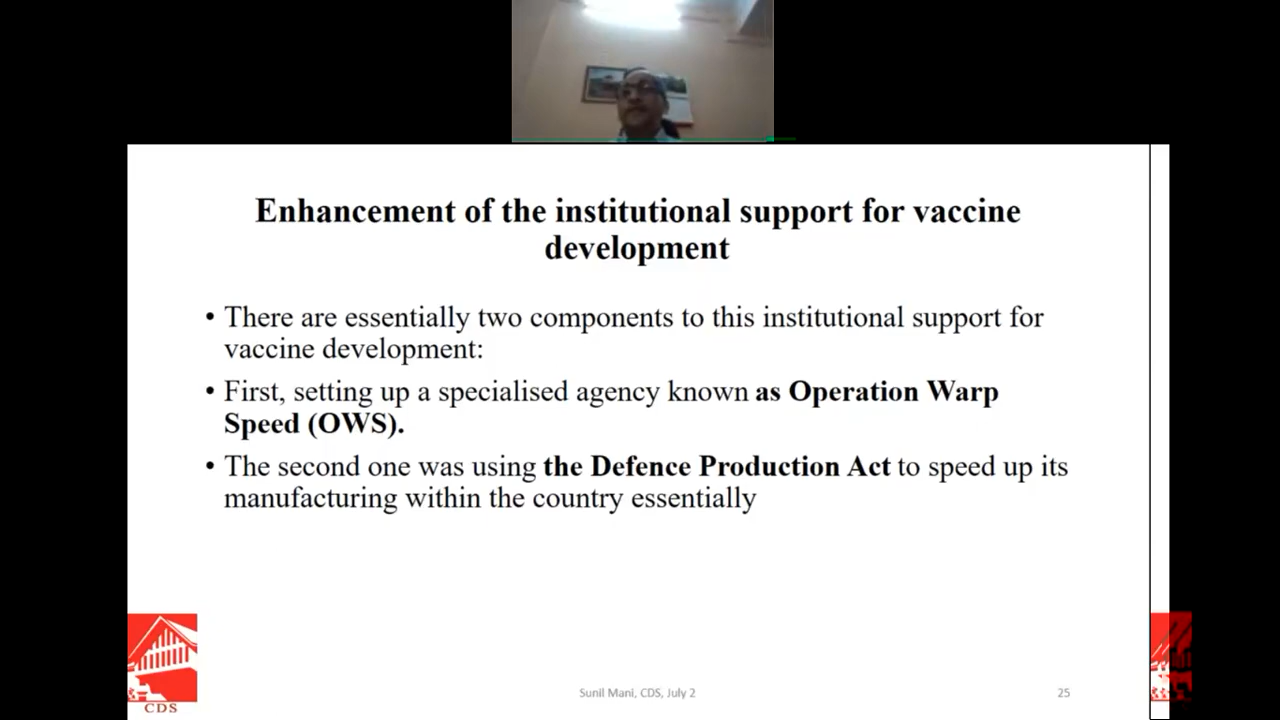 Enhancement of the institutional support for vaccine
development
• There are essentially two components to this institutional support for
vaccine development:
• First, setting up a specialised agency known as Operation Warp
Speed (OWS).
• The second one was using the Defence Production Act to speed up its
manufacturing within the country essentially
CDS
Sunil Mani, CDS, July 2
25